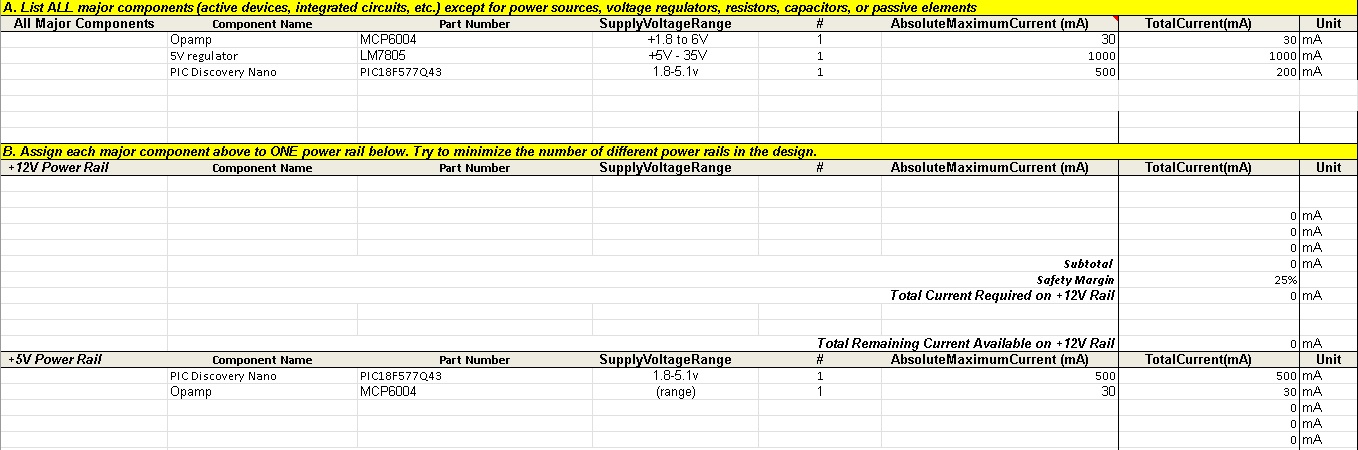 A. List ALL major components (active devices, integrated circuits, etc.) except for power sources, voltage regulators, resistors, capacitors, or passive elements
All Major Components Component Name Part Number SupplyVoltageRange # AbsoluteMaximumCurrent (mA) TotalCurrent(mA) Unit
Opamp MCP6004 +1.8 to 6V 1 30 30 mA
5V regulator LM7805 +5V - 35V 1 1000 1000 mA
PIC Discovery Nano PIC18F577Q43 1.8-5.1v 1 500 200 mA
B. Assign each major component above to ONE power rail below. Try to minimize the number of different power rails in the design.
+12V Power Rail Component Name Part Number SupplyVoltageRange # AbsoluteMaximumCurrent (mA) TotalCurrent(mA) Unit
0 mA
0 mA
0 mA
Subtotal 0 mA
Safety Margin 25%
Total Current Required on +12V Rail 0 mA
Total Remaining Current Available on +12V Rail 0 mA
+5V Power Rail Component Name Part Number SupplyVoltageRange # AbsoluteMaximumCurrent (mA) TotalCurrent(mA) Unit
PIC Discovery Nano PIC18F577Q43 1.8-5.1v 1 500 500 mA
Opamp MCP6004 (range) 1 30 30 mA
0 mA
0 mA
0 mA